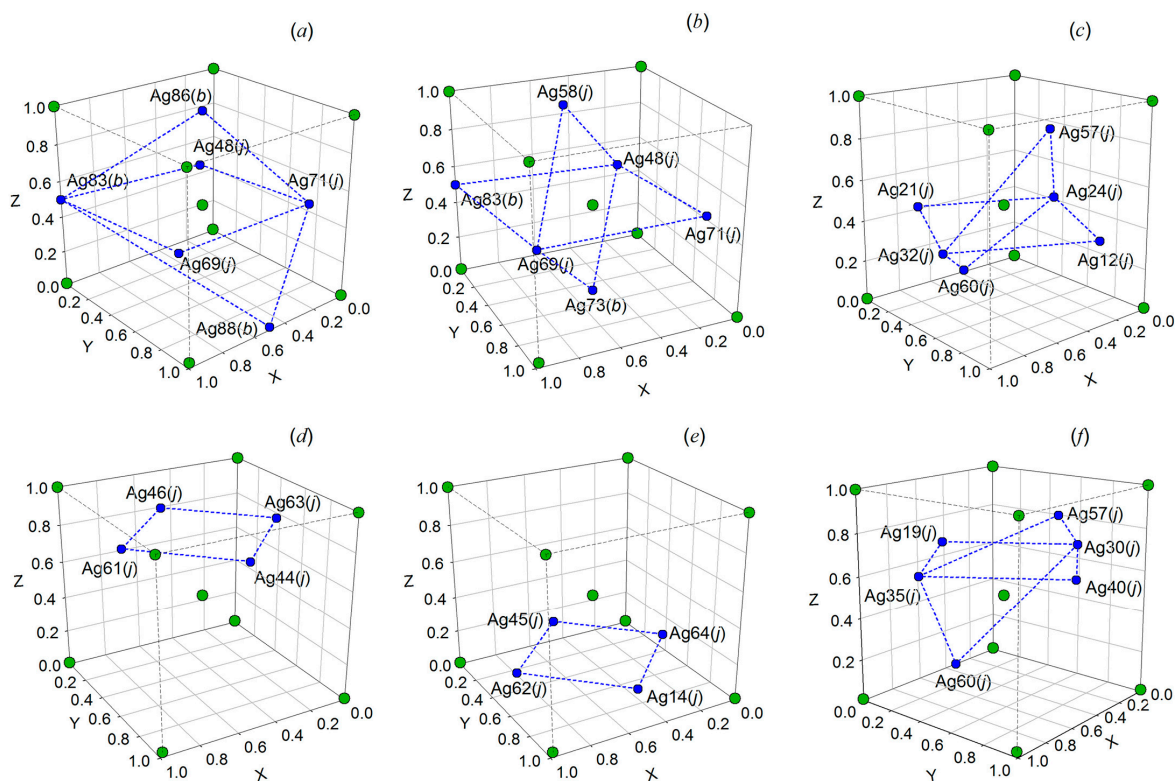 (a)
1.0
0.8
0.6
Z
0.4
0.2
0.0
0.2
0.4
Y
0.6
0.8
1.0
1.0
0.8
X
0.6
0.4
0.2
0.0
Ag86(b)
Ag48(j)
Ag83(b)
Ag71(j)
Ag69(j)
Ag88(b)
(b)
1.0
0.8
0.6
Z
0.4
0.2
0.0
0.2
0.4
Y
0.6
0.8
1.0
1.0
0.8
X
0.6
0.4
0.2
0.0
Ag58(j)
Ag48(j)
Ag83(b)
Ag71(j)
Ag69(j)
Ag73(b)
(c)
1.0
0.8
0.6
Z
0.4
0.2
0.0
0.2
0.4
Y
0.6
0.8
1.0
1.0
0.8
X
0.6
0.4
0.2
0.0
Ag57(j)
Ag21(j)
Ag24(j)
Ag32(j)
Ag12(j)
Ag60(j)
(d)
1.0
0.8
0.6
Z
0.4
0.2
0.0
0.2
0.4
Y
0.6
0.8
1.0
1.0
0.8
X
0.6
0.4
0.2
0.0
Ag46(j)
Ag63(j)
Ag61(j)
Ag44(j)
(e)
1.0
0.8
0.6
Z
0.4
0.2
0.0
0.2
0.4
Y
0.6
0.8
1.0
1.0
0.8
X
0.6
0.4
0.2
0.0
Ag45(j)
Ag64(j)
Ag62(j)
Ag14(j)
(f)
1.0
0.8
0.6
Z
0.4
0.2
0.0
0.2
0.4
0.6
Y
0.8
1.0
1.0
0.8
0.6
X
0.4
0.2
0.0
Ag57(j)
Ag19(j)
Ag30(j)
Ag35(j)
Ag40(j)
Ag60(j)